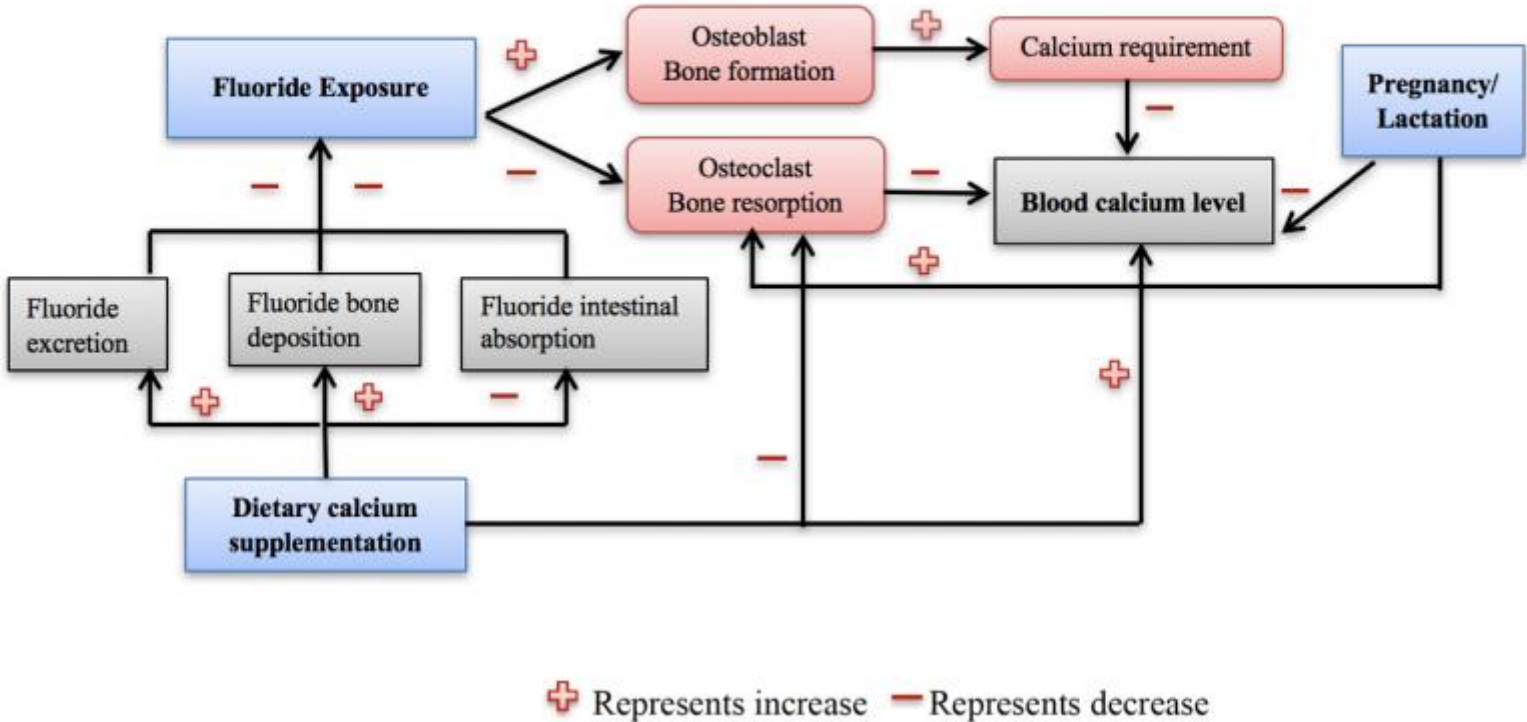 Fluoride Exposure
Osteoblast
Bone formation
Calcium requirement
Pregnancy/
Lactation
Osteoclast
Bone resorption
Blood calcium level
Fluoride
excretion
Fluoride bone
deposition
Fluoride intestinal
absorption
Dietary calcium
supplementation
Represents increase
Represents decrease